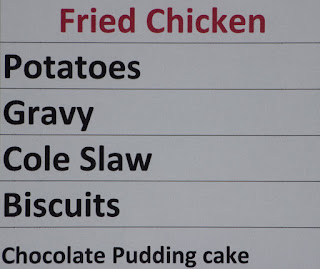 Fried Chicken
Potatoes
Gravy
Cole Slaw
Biscuits
Chocolate Pudding cake